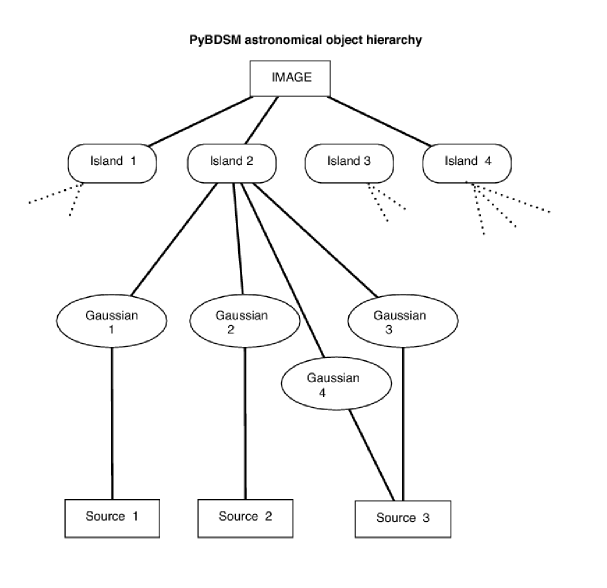 PyBDSM astronomical object hierarchy
IMAGE
Island 1
Island 2
Island 3
Island 4
Gaussian
1
Gaussian
2
Gaussian
3
Gaussian
4
Source 1
Source 2
Source 3